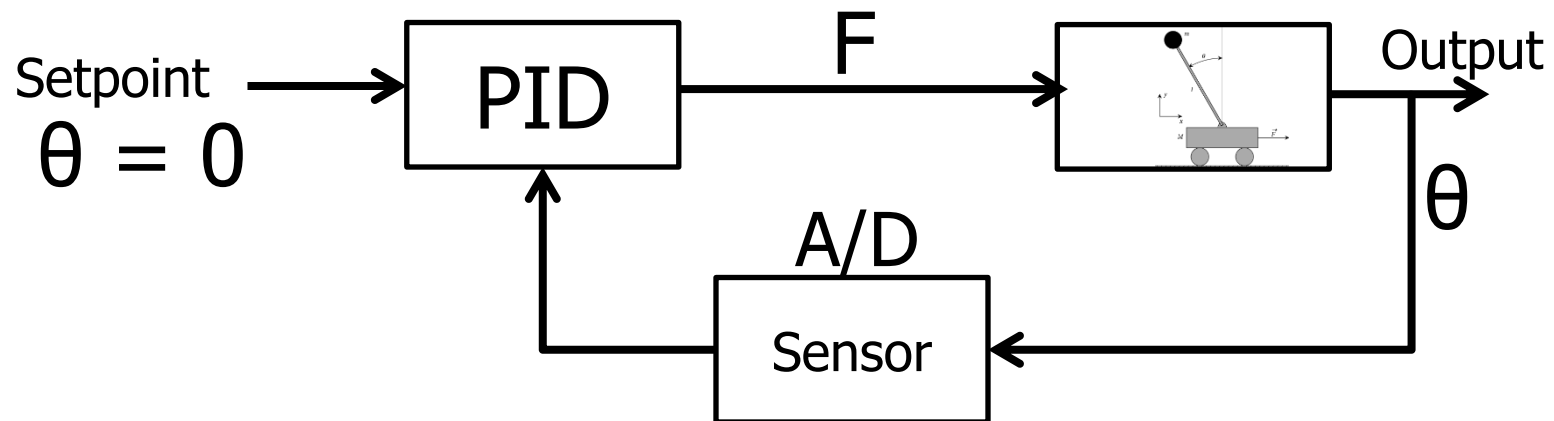 Setpoint
θ = 0
PID
F
m
θ
l
y
x
M
F
Output
θ
A/D
Sensor